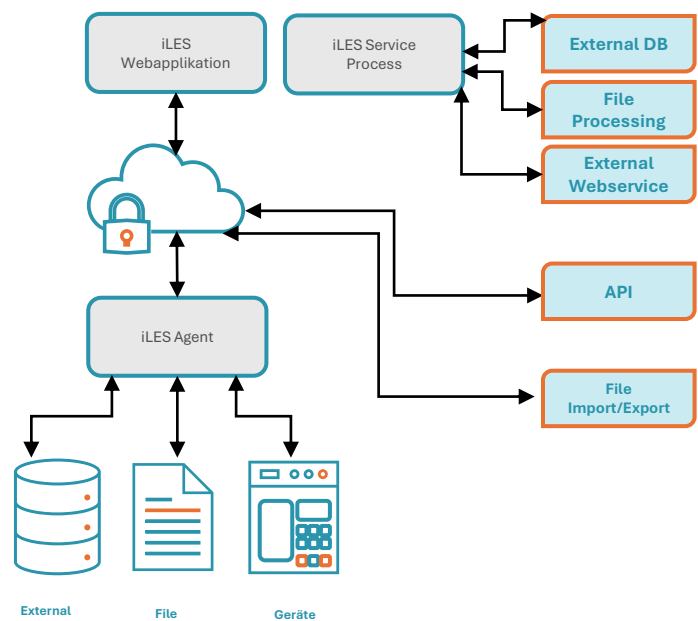 iLES
Webapplikation
iLES Service
Process
External DB
File
Processing
External
Webservice
API
iLES Agent
File
Import/Export
External
File
Geräte